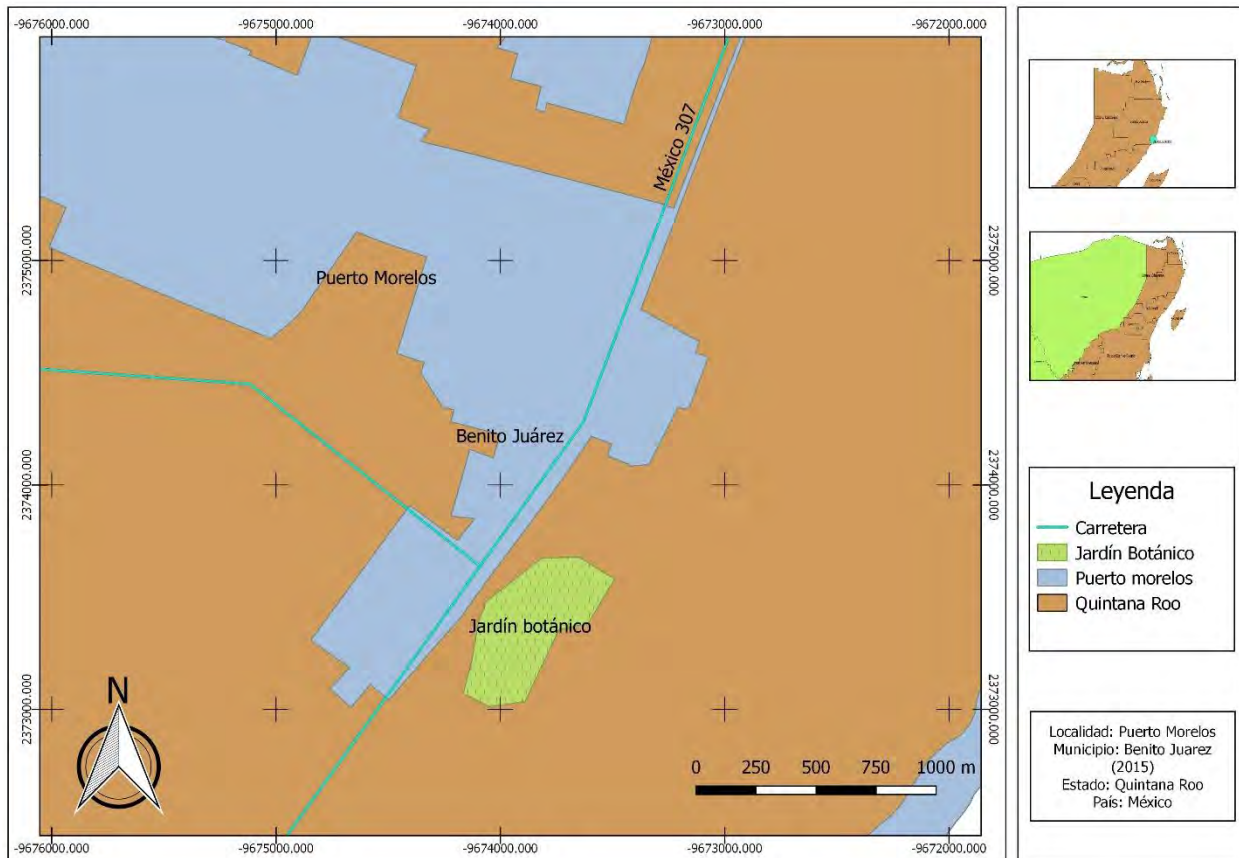 -9676000.000 -9675000.000 -9674000.000 -9673000.000 -9672000.000
2375000.000
2374000.000
2373000.000
México 307
Puerto Morelos
Benito Juárez
Jardín botánico
N
0 250 500 750 1000 m
2375000.000
2374000.000
2373000.000
-9676000.000 -9675000.000 -9674000.000 -9673000.000 -9672000.000
Leyenda
Carretera
Jardín Botánico
Puerto morelos
Quintana Roo
Localidad: Puerto Morelos
Municipio: Benito Juarez
(2015)
Estado: Quintana Roo
País: México